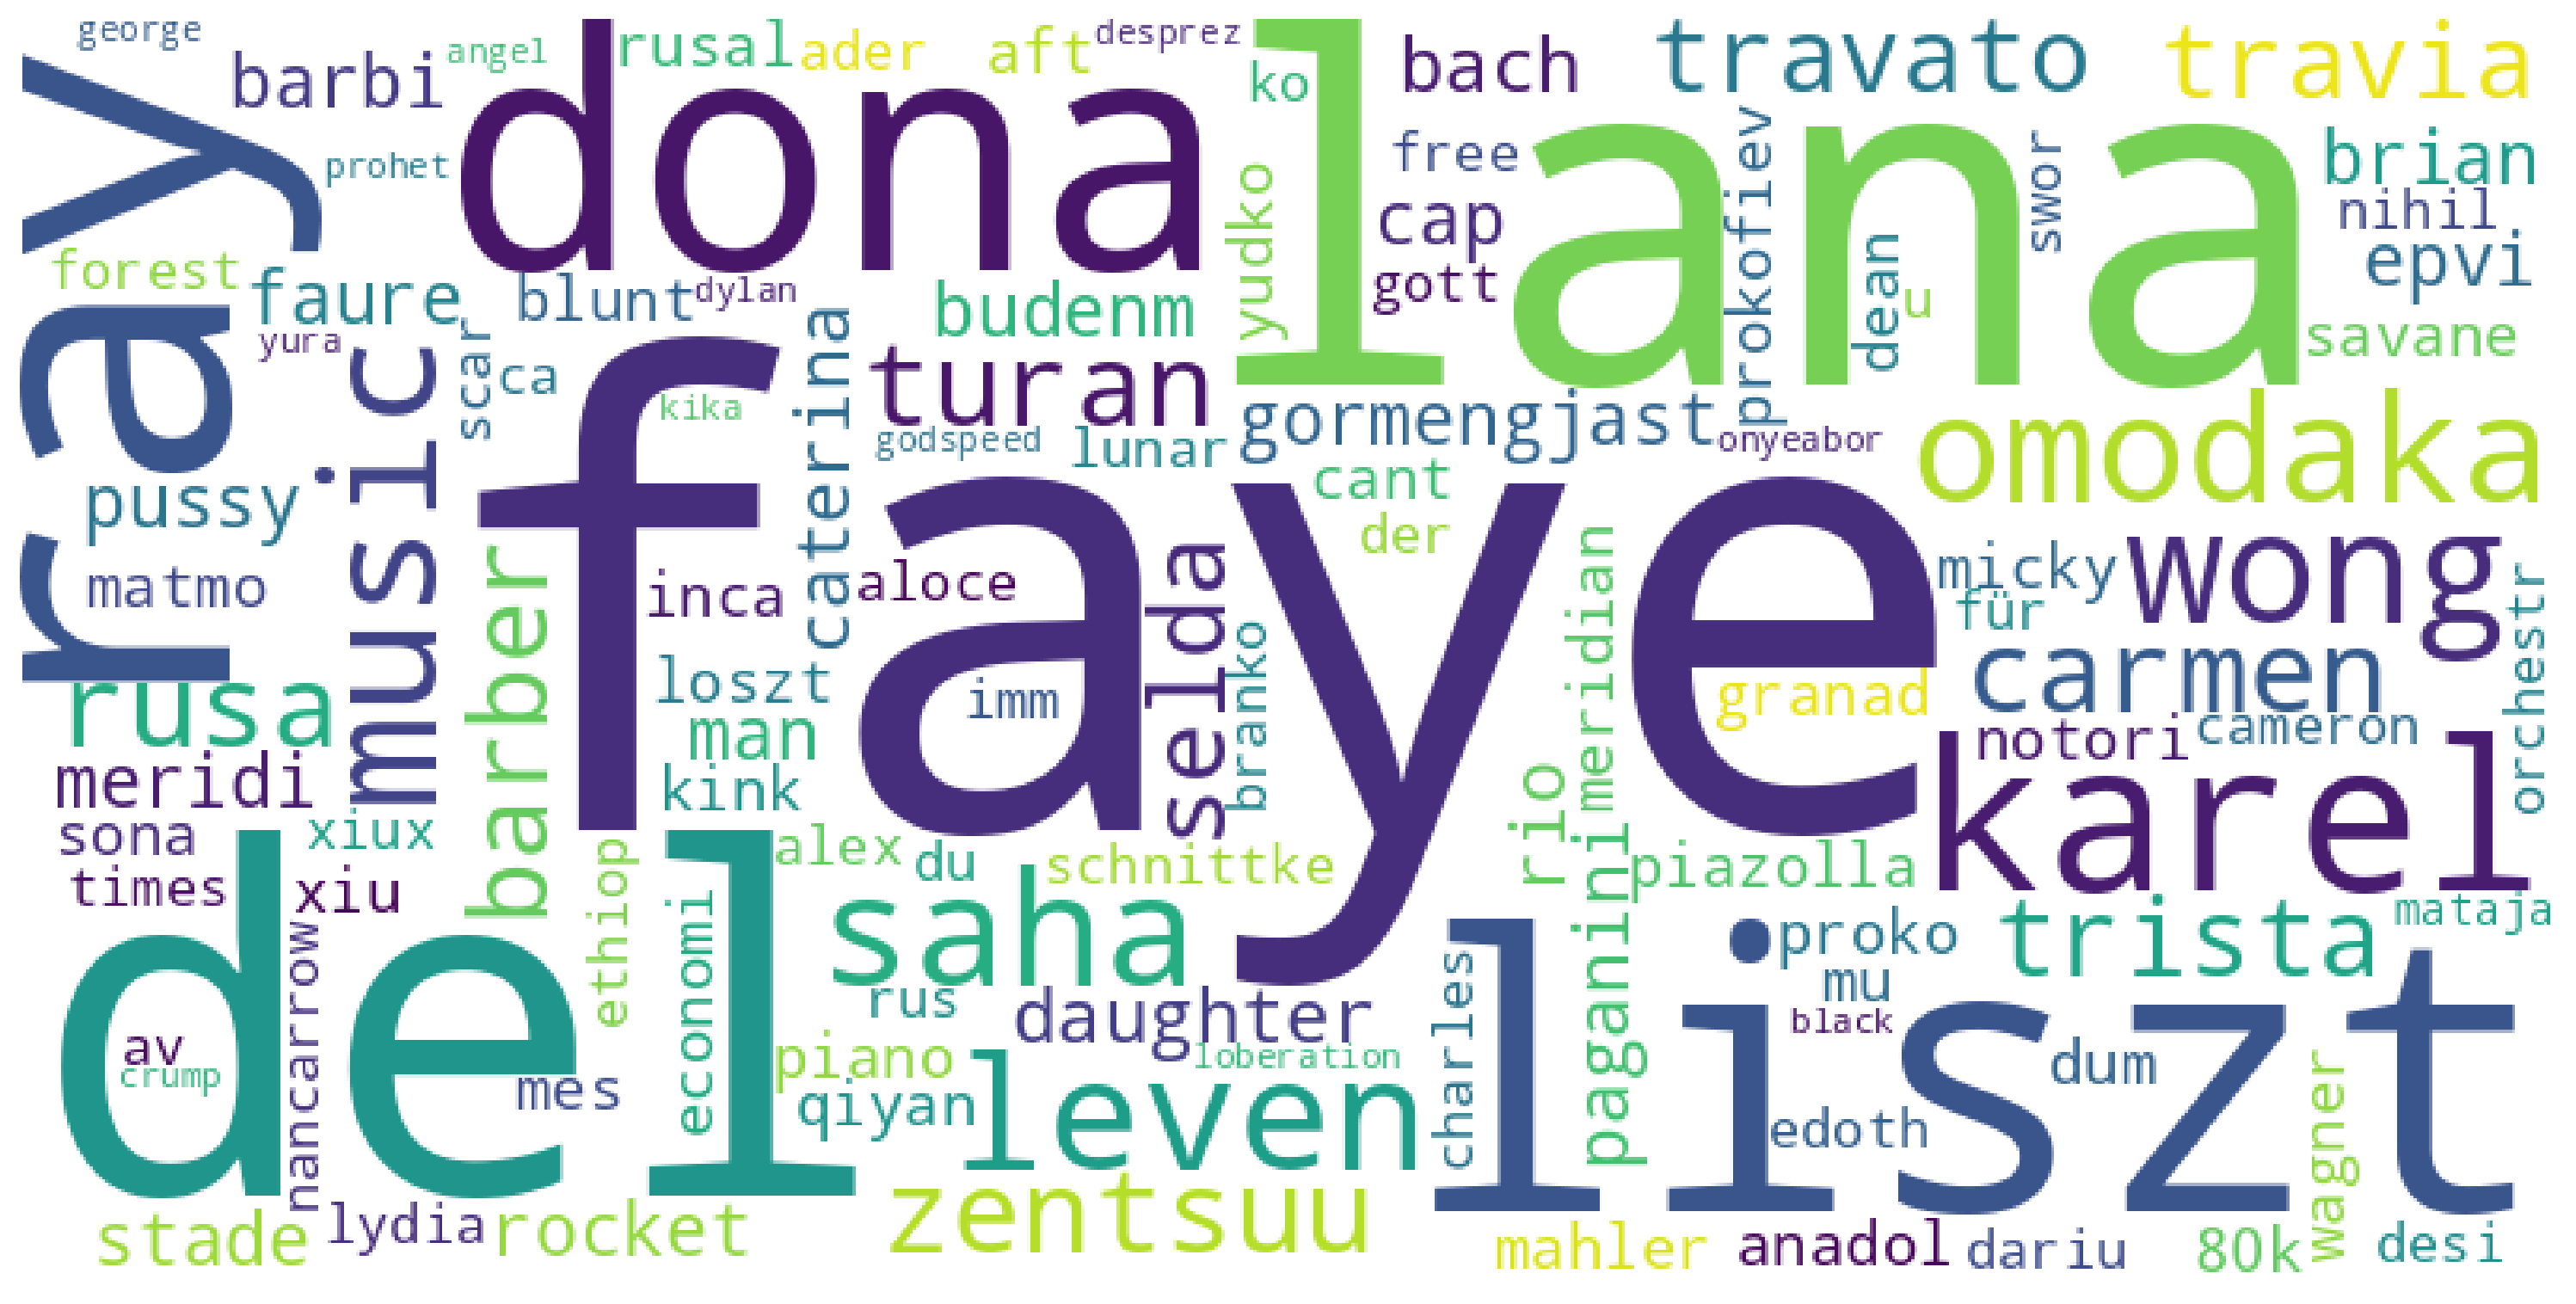 george
angel
desprez
barbi
rusal
ader
aft
ko
bach
travato
travia
ray
dona
lana
prohet
free
brian
prokofiev
swor
nihil
cap
yudko
forest
faure
blunt
dylan
budenm
gott
dean
u
epvi
savane
yura
scar
ca
caterina
turan
kika
music
godspeed
lunar
gormengjast
onyeabor
omodaka
pussy
faye
cant
der
matmo
barber
inca
aloce
selda
meridian
micky
wong
für
orchestr
rusa
loszt
imm
branko
granad
carmen
man
notori
cameron
meridi
kink
rio
karel
sona
xiux
alex
du
schnittke
paganini
piazolla
times
xiu
ethiop
economi
saha
proko
trista
mataja
nancarrow
del
rus
daughter
charles
mu
black
liszt
av
crump
mes
piano
loberation
dum
qiyan
leven
edoth
wagner
stade
lydia
rocket
zentsuu
mahler
anadol
dariu
80k
desi